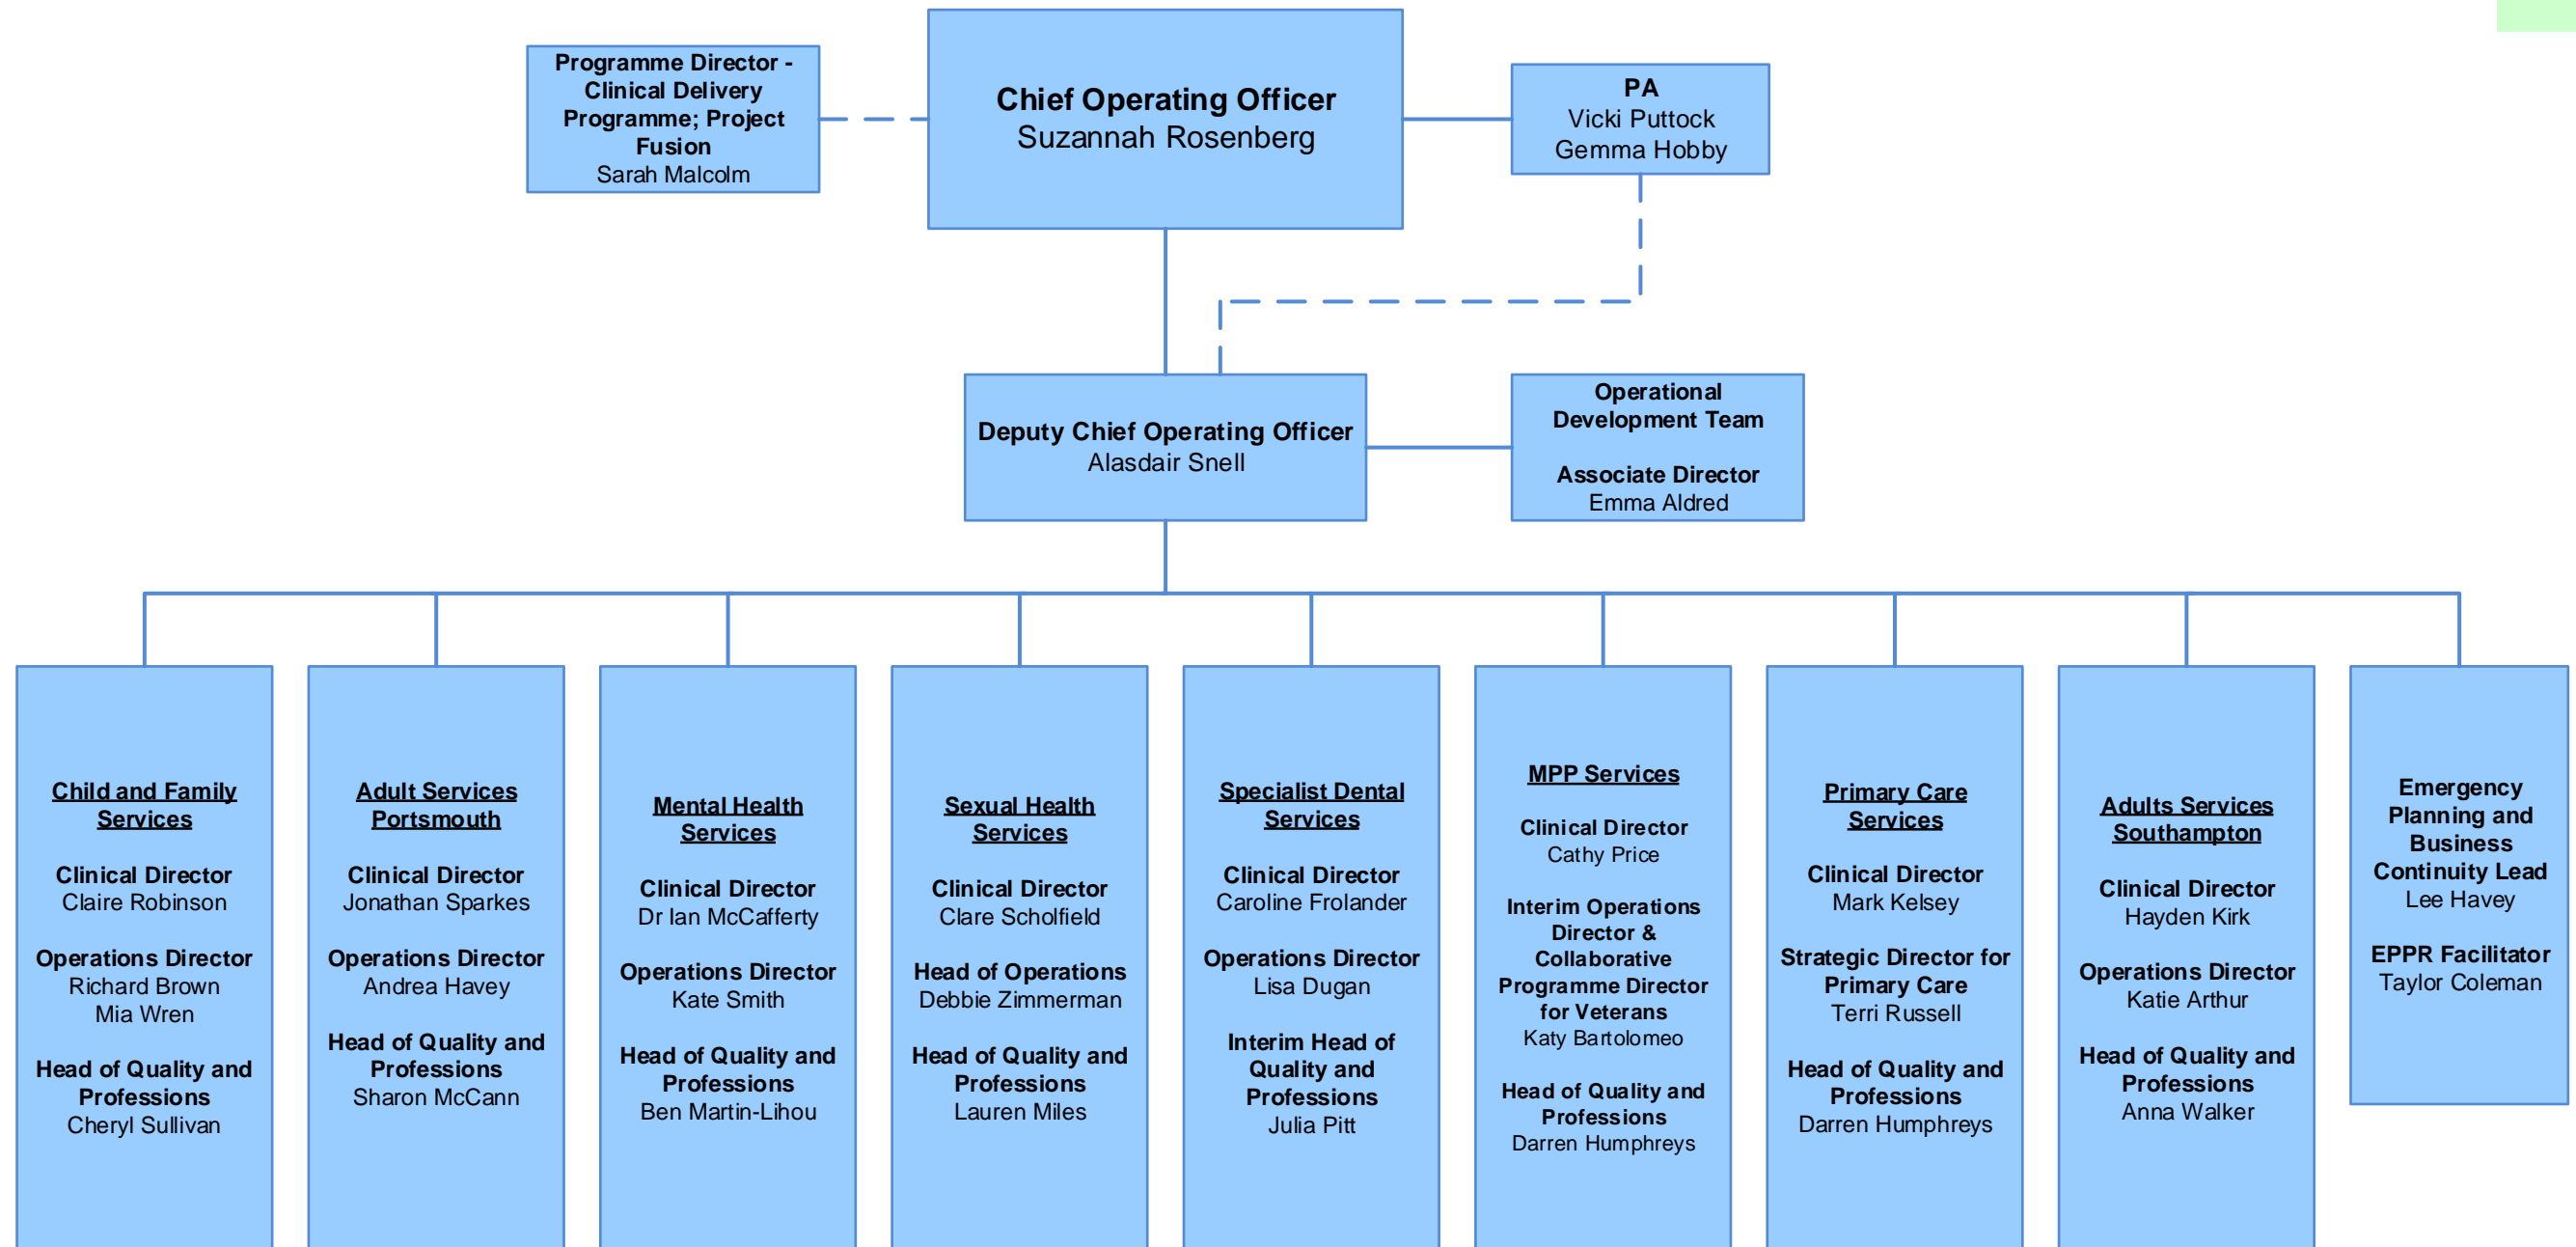 Programme Director -
Clinical Delivery
Programme; Project
Fusion
Sarah Malcolm
Chief Operating Officer
Suzannah Rosenberg
PA
Vicki Puttock
Gemma Hobby
Deputy Chief Operating Officer
Alasdair Snell
Operational
Development Team
Associate Director
Emma Aldred
Child and Family
Services
Clinical Director
Claire Robinson
Operations Director
Richard Brown
Mia Wren
Head of Quality and
Professions
Cheryl Sullivan
Adult Services
Portsmouth
Clinical Director
Jonathan Sparkes
Operations Director
Andrea Havey
Head of Quality and
Professions
Sharon McCann
Mental Health
Services
Clinical Director
Dr Ian McCafferty
Operations Director
Kate Smith
Head of Quality and
Professions
Ben Martin-Lihou
Sexual Health
Services
Clinical Director
Clare Scholfield
Head of Operations
Debbie Zimmerman
Head of Quality and
Professions
Lauren Miles
Specialist Dental
Services
Clinical Director
Caroline Frolander
Operations Director
Lisa Dugan
Interim Head of
Quality and
Professions
Julia Pitt
MPP Services
Clinical Director
Cathy Price
Interim Operations
Director &
Collaborative
Programme Director
for Veterans
Katy Bartolomeo
Head of Quality and
Professions
Darren Humphreys
Primary Care
Services
Clinical Director
Mark Kelsey
Strategic Director for
Primary Care
Terri Russell
Head of Quality and
Professions
Darren Humphreys
Adults Services
Southampton
Clinical Director
Hayden Kirk
Operations Director
Katie Arthur
Head of Quality and
Professions
Anna Walker
Emergency
Planning and
Business
Continuity Lead
Lee Havey
EPPR Facilitator
Taylor Coleman